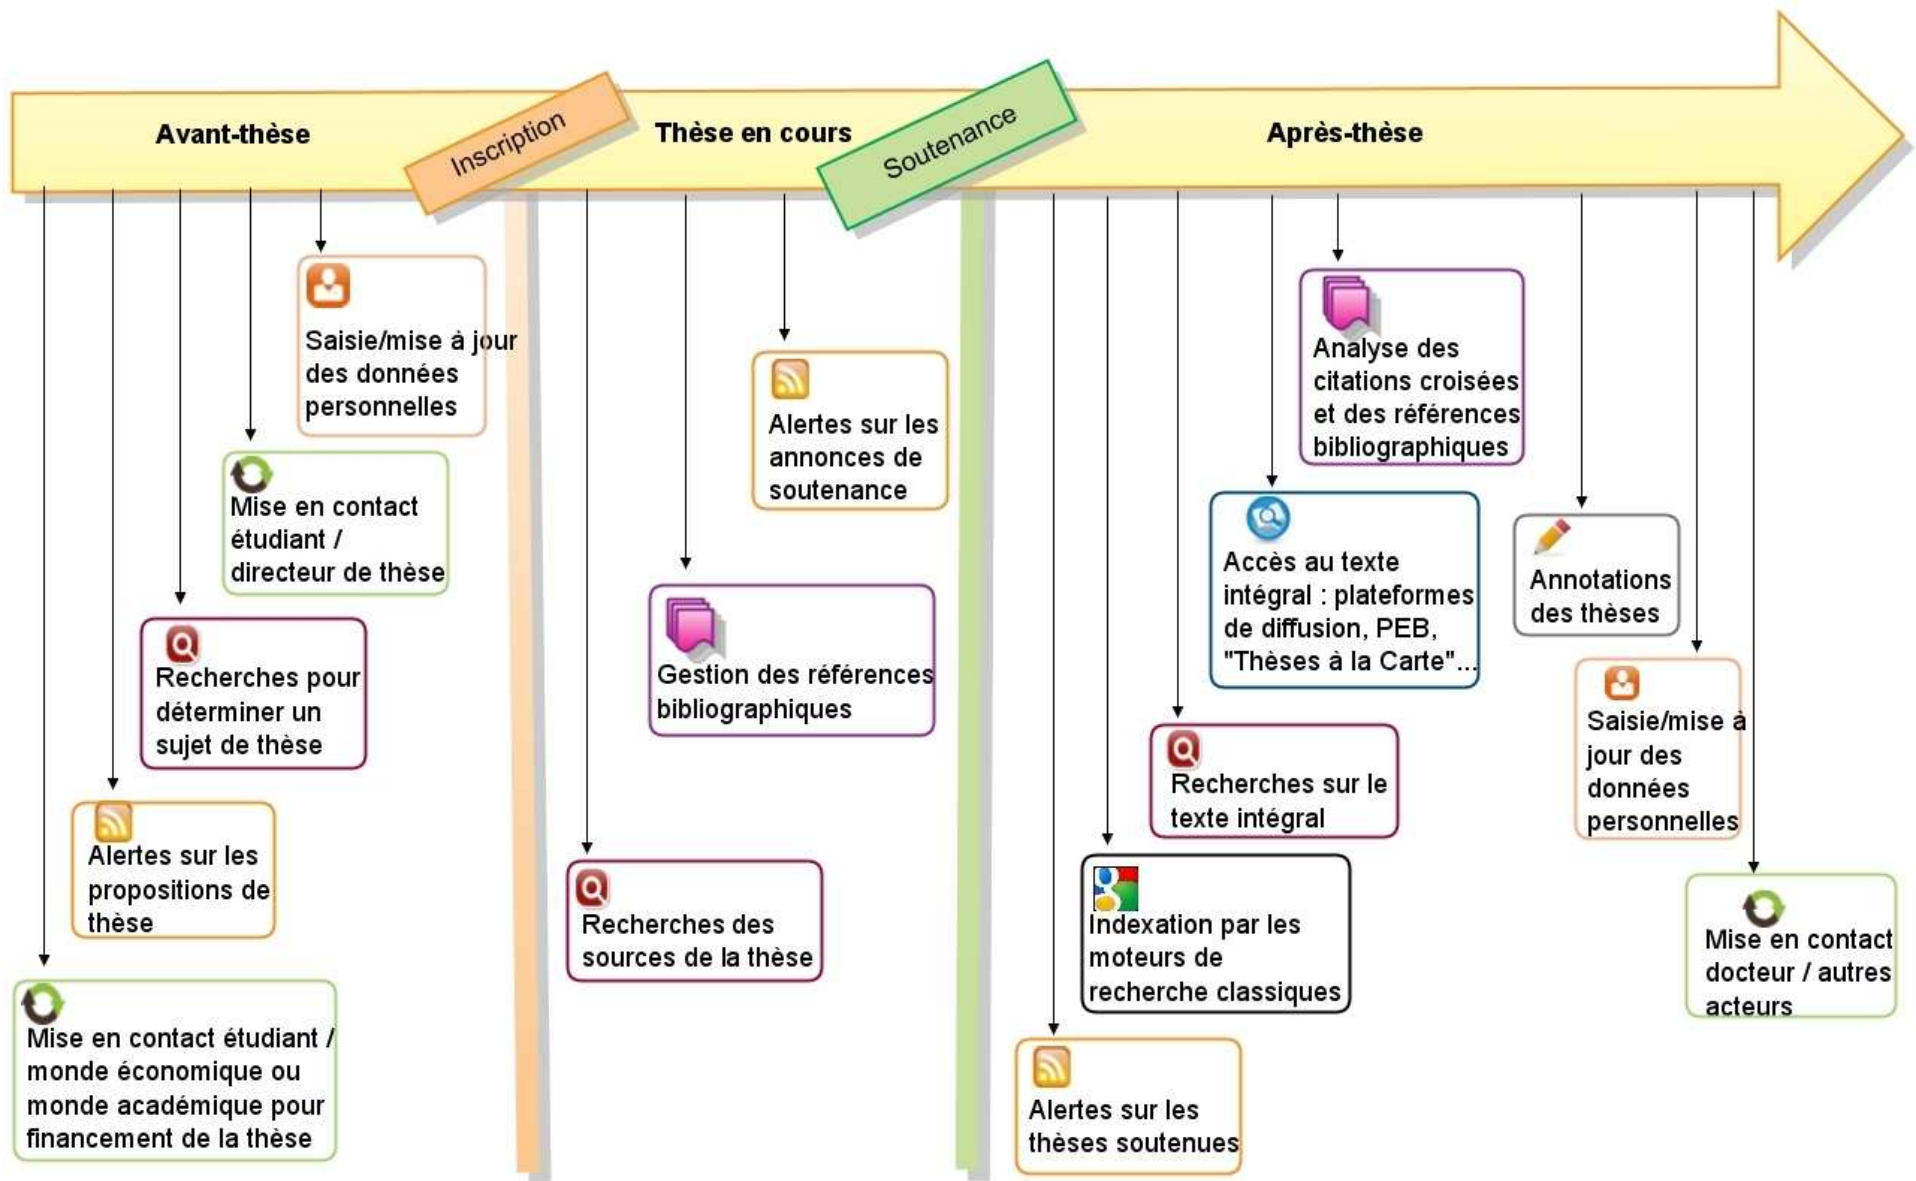 Avant-thèse
Inscription
Thèse en cours
Soutenance
Après-thèse
Saisie/mise à jour
des données
personnelles
Mise en contact
étudiant /
directeur de thèse
Recherches pour
déterminer un
sujet de thèse
Alertes sur les
propositions de
thèse
Mise en contact étudiant /
monde économique ou
monde académique pour
financement de la thèse
Alertes sur les
annonces de
soutenance
Gestion des références
bibliographiques
Recherches des
sources de la thèse
Analyse des
citations croisées
et des références
bibliographiques
Accès au texte
intégral : plateformes
de diffusion, PEB,
"Thèses à la Carte"...
Recherches sur le
texte intégral
Indexation par les
moteurs de
recherche classiques
Alertes sur les
thèses soutenues
Annotations
des thèses
Saisie/mise à
jour des
données
personnelles
Mise en contact
docteur / autres
acteurs